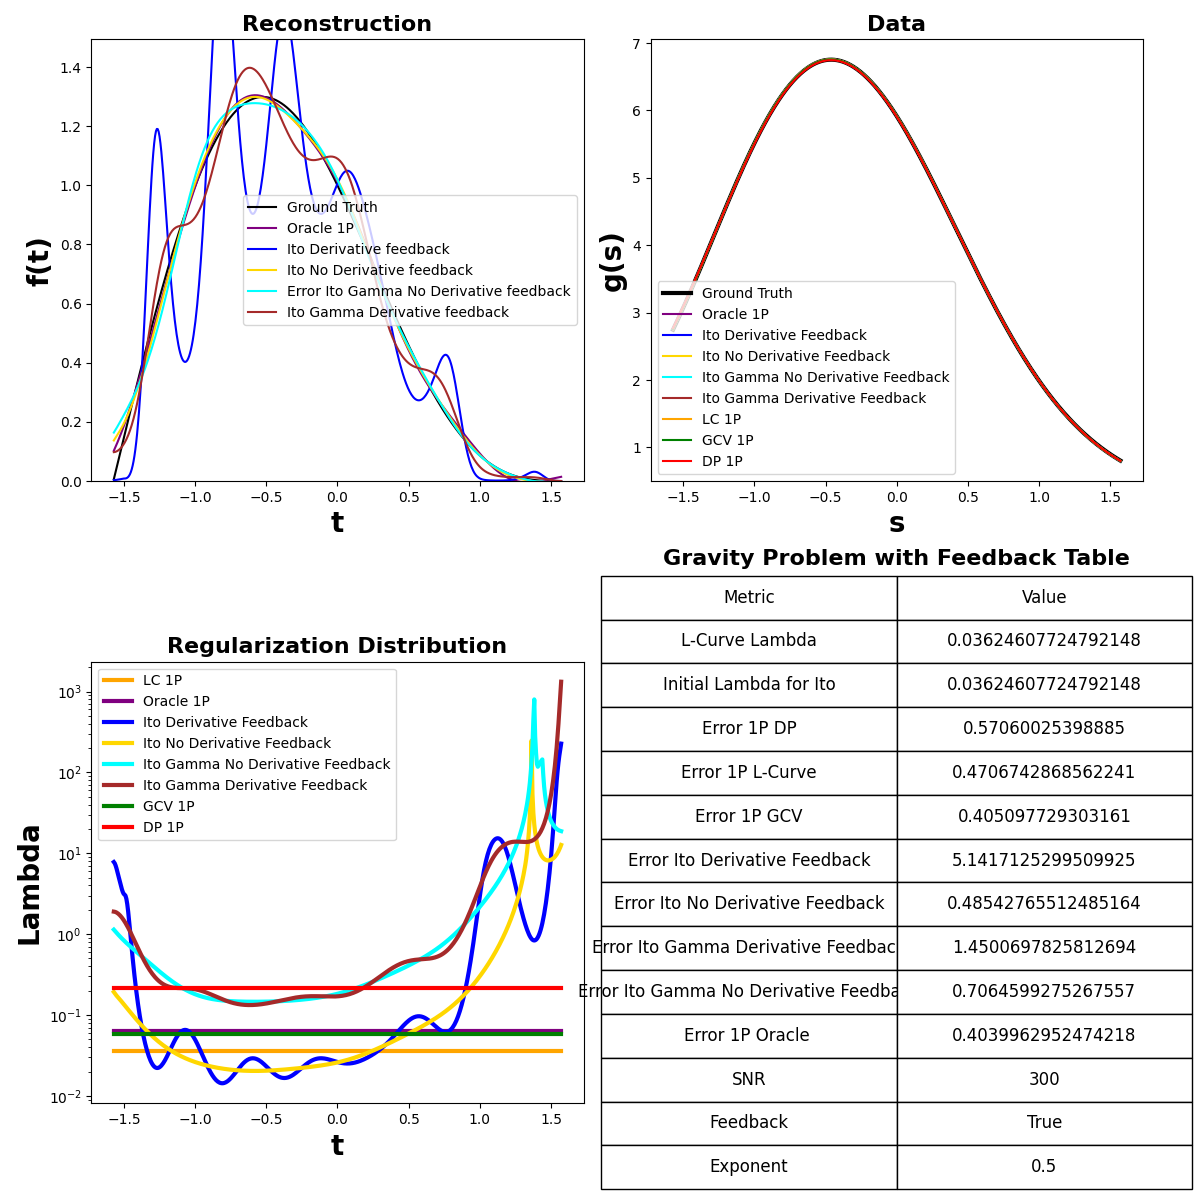 Reconstruction
f(t)
1.4
1.2
1.0
0.8
0.6
0.4
0.2
0.0
Ground Truth
Oracle 1P
Ito Derivative feedback
Ito No Derivative feedback
Error Ito Gamma No Derivative feedback
Ito Gamma Derivative feedback
−1.5 −1.0 −0.5 0.0 0.5 1.0 1.5
t
Data
g(s)
7
6
5
4
3
2
1
Ground Truth
Oracle 1P
Ito Derivative Feedback
Ito No Derivative Feedback
Ito Gamma No Derivative Feedback
Ito Gamma Derivative Feedback
LC 1P
GCV 1P
DP 1P
−1.5 −1.0 −0.5 0.0 0.5 1.0 1.5
s
Regularization Distribution
Lambda
10³
10²
10¹
10⁰
10⁻¹
10⁻²
LC 1P
Oracle 1P
Ito Derivative Feedback
Ito No Derivative Feedback
Ito Gamma No Derivative Feedback
Ito Gamma Derivative Feedback
GCV 1P
DP 1P
−1.5 −1.0 −0.5 0.0 0.5 1.0 1.5
t
Gravity Problem with Feedback Table
Metric Value
L-Curve Lambda 0.03624607724792148
Initial Lambda for Ito 0.03624607724792148
Error 1P DP 0.57060025398885
Error 1P L-Curve 0.4706742868562241
Error 1P GCV 0.405097729303161
Error Ito Derivative Feedback 5.1417125299509925
Error Ito No Derivative Feedback 0.48542765512485164
Error Ito Gamma Derivative Feedbac 1.4500697825812694
Error Ito Gamma No Derivative Feedba 0.7064599275267557
Error 1P Oracle 0.4039962952474218
SNR 300
Feedback True
Exponent 0.5